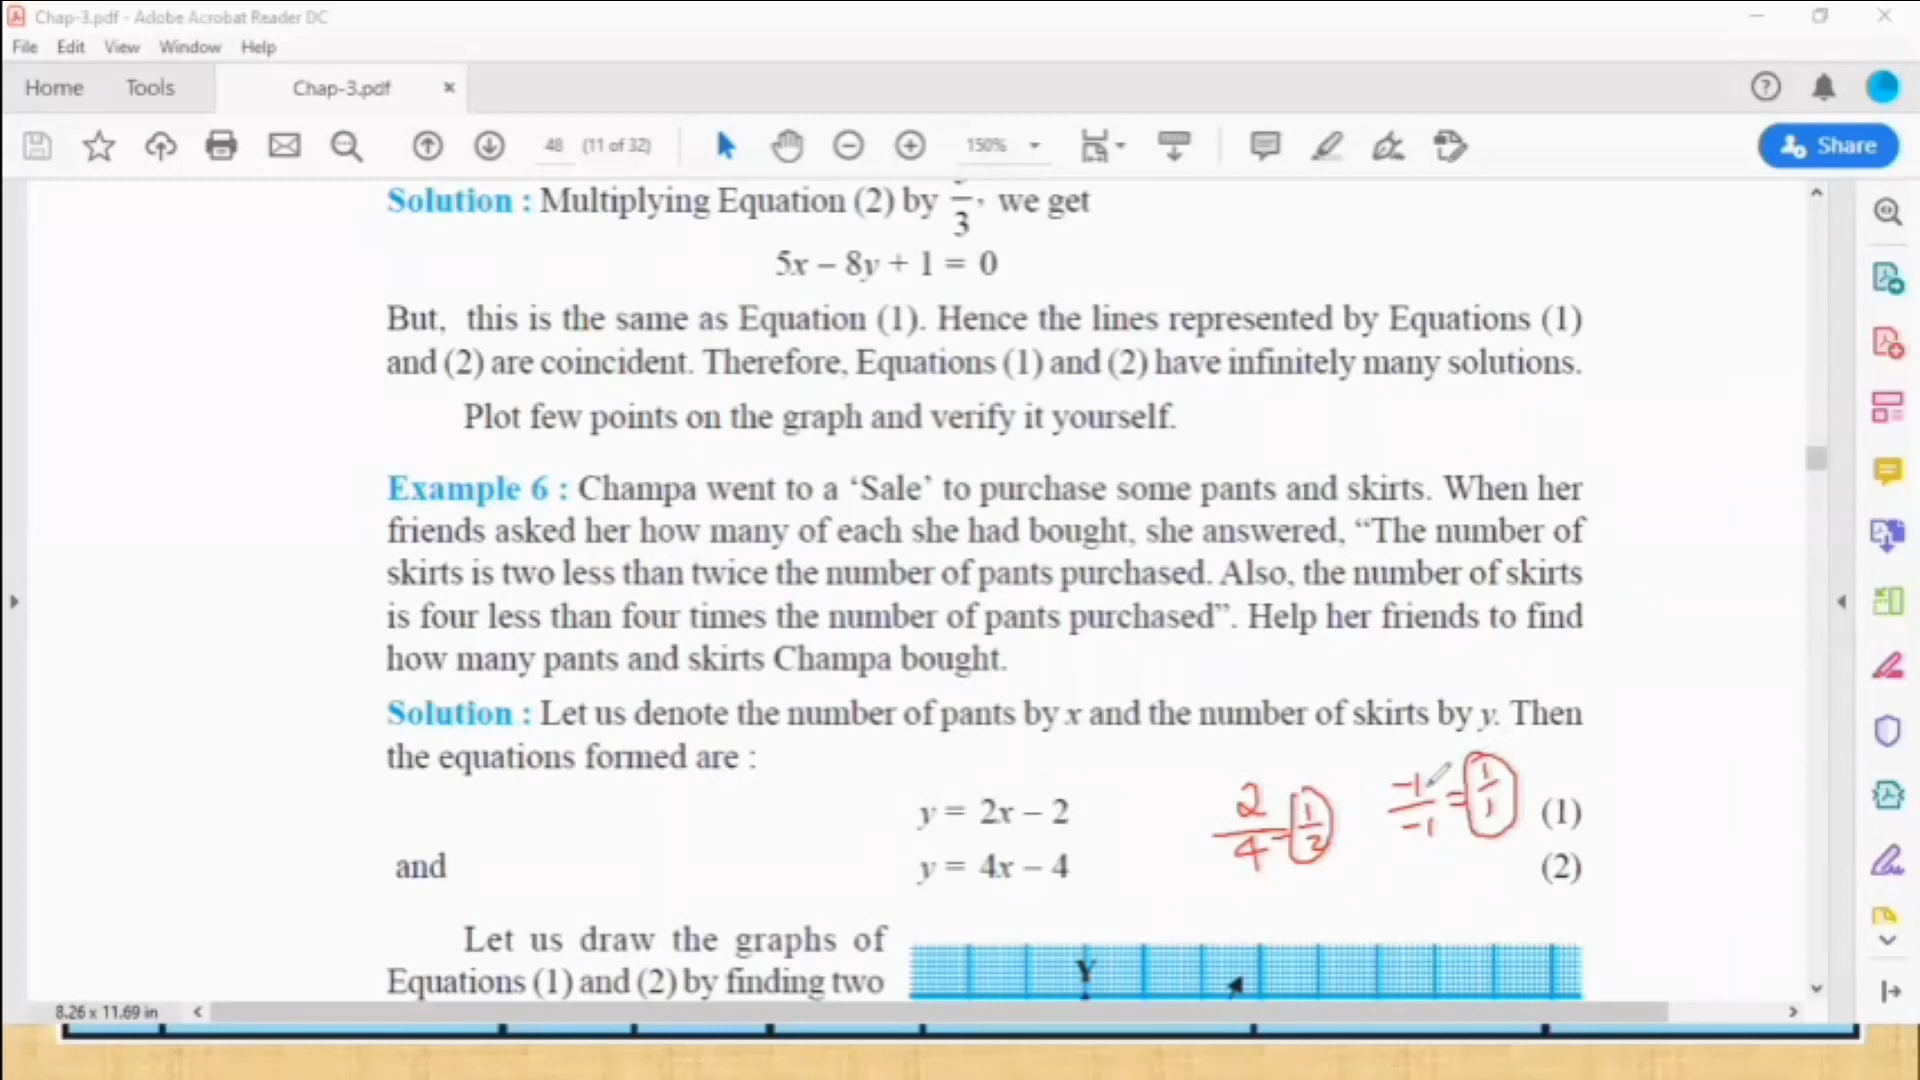 Chap-3.pdf - Adobe Acrobat Reader DC
File Edit View Window Help
Home Tools Chap-3.pdf ×
48 (11 of 32) 150% Share
Solution : Multiplying Equation (2) by 3, we get
5x – 8y + 1 = 0
But, this is the same as Equation (1). Hence the lines represented by Equations (1)
and (2) are coincident. Therefore, Equations (1) and (2) have infinitely many solutions.
Plot few points on the graph and verify it yourself.
Example 6 : Champa went to a ‘Sale’ to purchase some pants and skirts. When her
friends asked her how many of each she had bought, she answered, “The number of
skirts is two less than twice the number of pants purchased. Also, the number of skirts
is four less than four times the number of pants purchased”. Help her friends to find
how many pants and skirts Champa bought.
Solution : Let us denote the number of pants by x and the number of skirts by y. Then
the equations formed are :
y = 2x – 2 2/4 = 1/2 -1/-1 = 1/1 (1)
and y = 4x – 4 (2)
Let us draw the graphs of
Equations (1) and (2) by finding two
Y
8.26 x 11.69 in